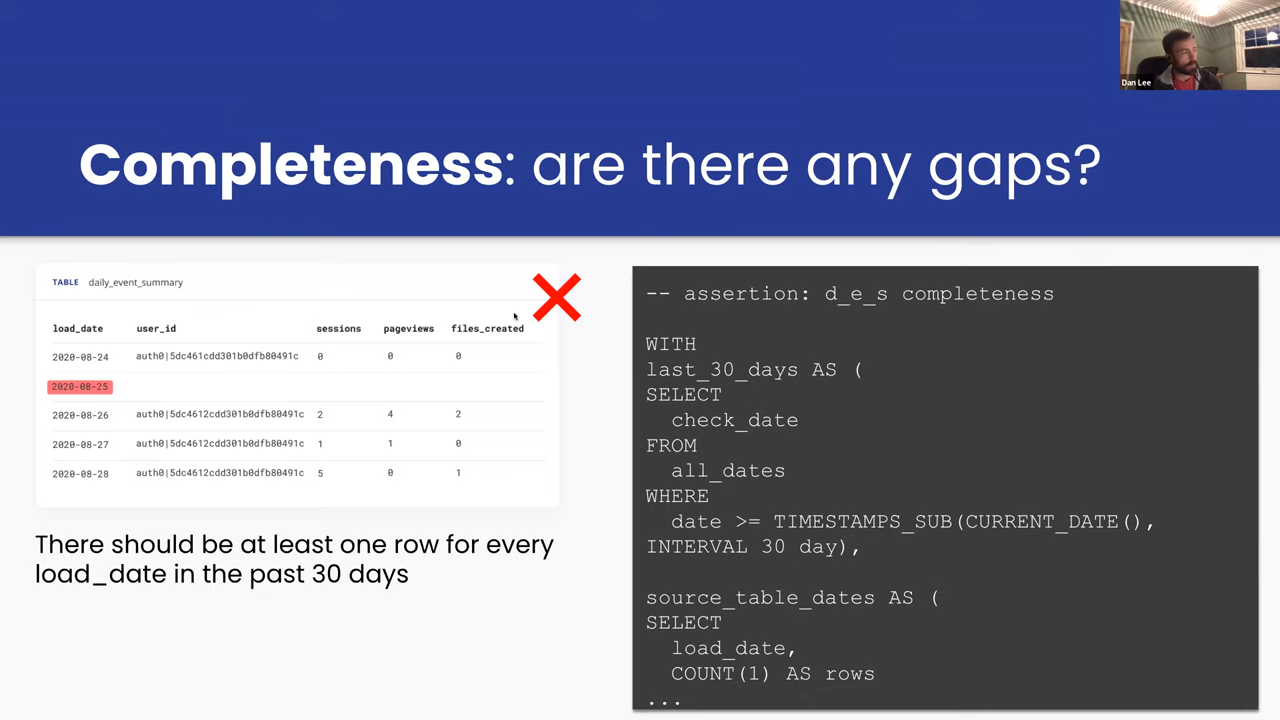 Dan Lee
Completeness: are there any gaps?
TABLE daily_event_summary
load_date user_id sessions pageviews files_created
2020-08-24 auth0|5dc461cdd301b0dfb80491c 0 0 0
2020-08-25
2020-08-26 auth0|5dc4612cdd301b0dfb80491c 2 4 2
2020-08-27 auth0|5dc4612cdd301b0dfb80491c 1 1 0
2020-08-28 auth0|5dc4612cdd301b0dfb80491c 5 0 1
There should be at least one row for every
load_date in the past 30 days
-- assertion: d_e_s completeness
WITH
last_30_days AS (
SELECT
check_date
FROM
all_dates
WHERE
date >= TIMESTAMPS_SUB(CURRENT_DATE(),
INTERVAL 30 day),
source_table_dates AS (
SELECT
load_date,
COUNT(1) AS rows
...